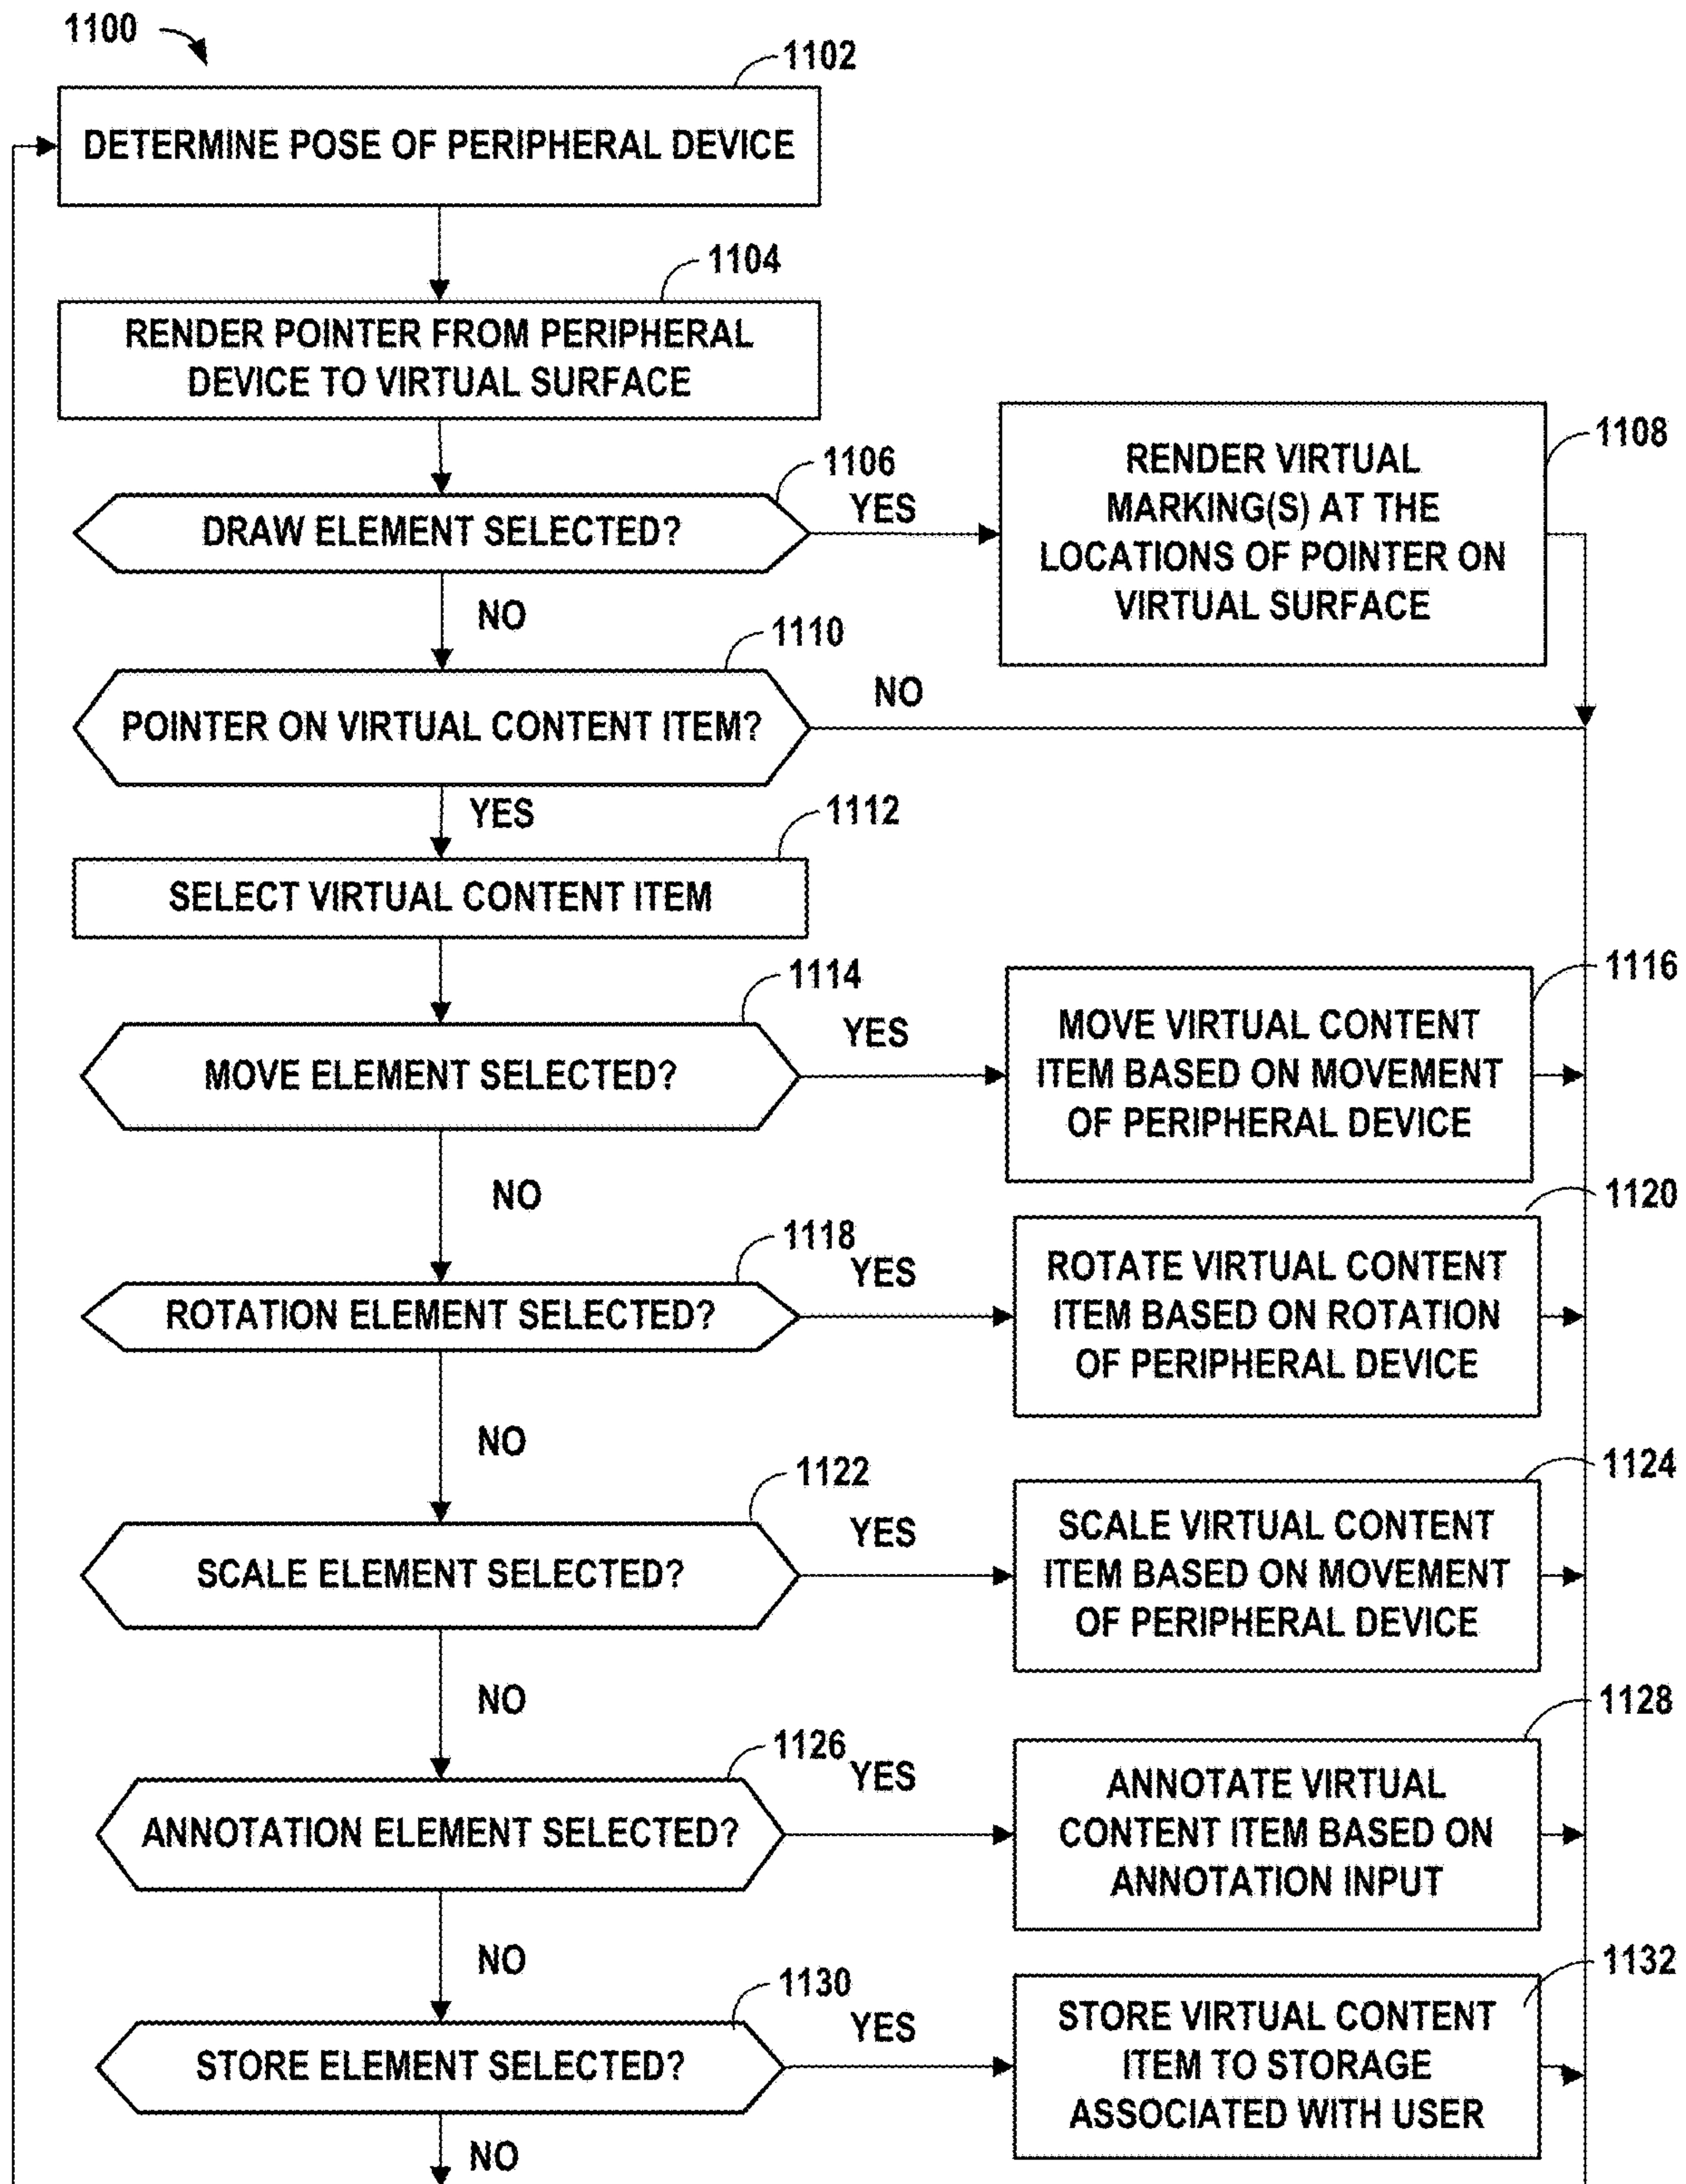 1100
1102
DETERMINE POSE OF PERIPHERAL DEVICE
1104
RENDER POINTER FROM PERIPHERAL
DEVICE TO VIRTUAL SURFACE
1106
DRAW ELEMENT SELECTED?
YES
1108
RENDER VIRTUAL
MARKING(S) AT THE
LOCATIONS OF POINTER ON
VIRTUAL SURFACE
NO
1110
POINTER ON VIRTUAL CONTENT ITEM?
NO
YES
1112
SELECT VIRTUAL CONTENT ITEM
1114
MOVE ELEMENT SELECTED?
YES
1116
MOVE VIRTUAL CONTENT
ITEM BASED ON MOVEMENT
OF PERIPHERAL DEVICE
NO
1118
ROTATION ELEMENT SELECTED?
YES
1120
ROTATE VIRTUAL CONTENT
ITEM BASED ON ROTATION
OF PERIPHERAL DEVICE
NO
1122
SCALE ELEMENT SELECTED?
YES
1124
SCALE VIRTUAL CONTENT
ITEM BASED ON MOVEMENT
OF PERIPHERAL DEVICE
NO
1126
ANNOTATION ELEMENT SELECTED?
YES
1128
ANNOTATE VIRTUAL
CONTENT ITEM BASED ON
ANNOTATION INPUT
NO
1130
STORE ELEMENT SELECTED?
YES
1132
STORE VIRTUAL CONTENT
ITEM TO STORAGE
ASSOCIATED WITH USER
NO